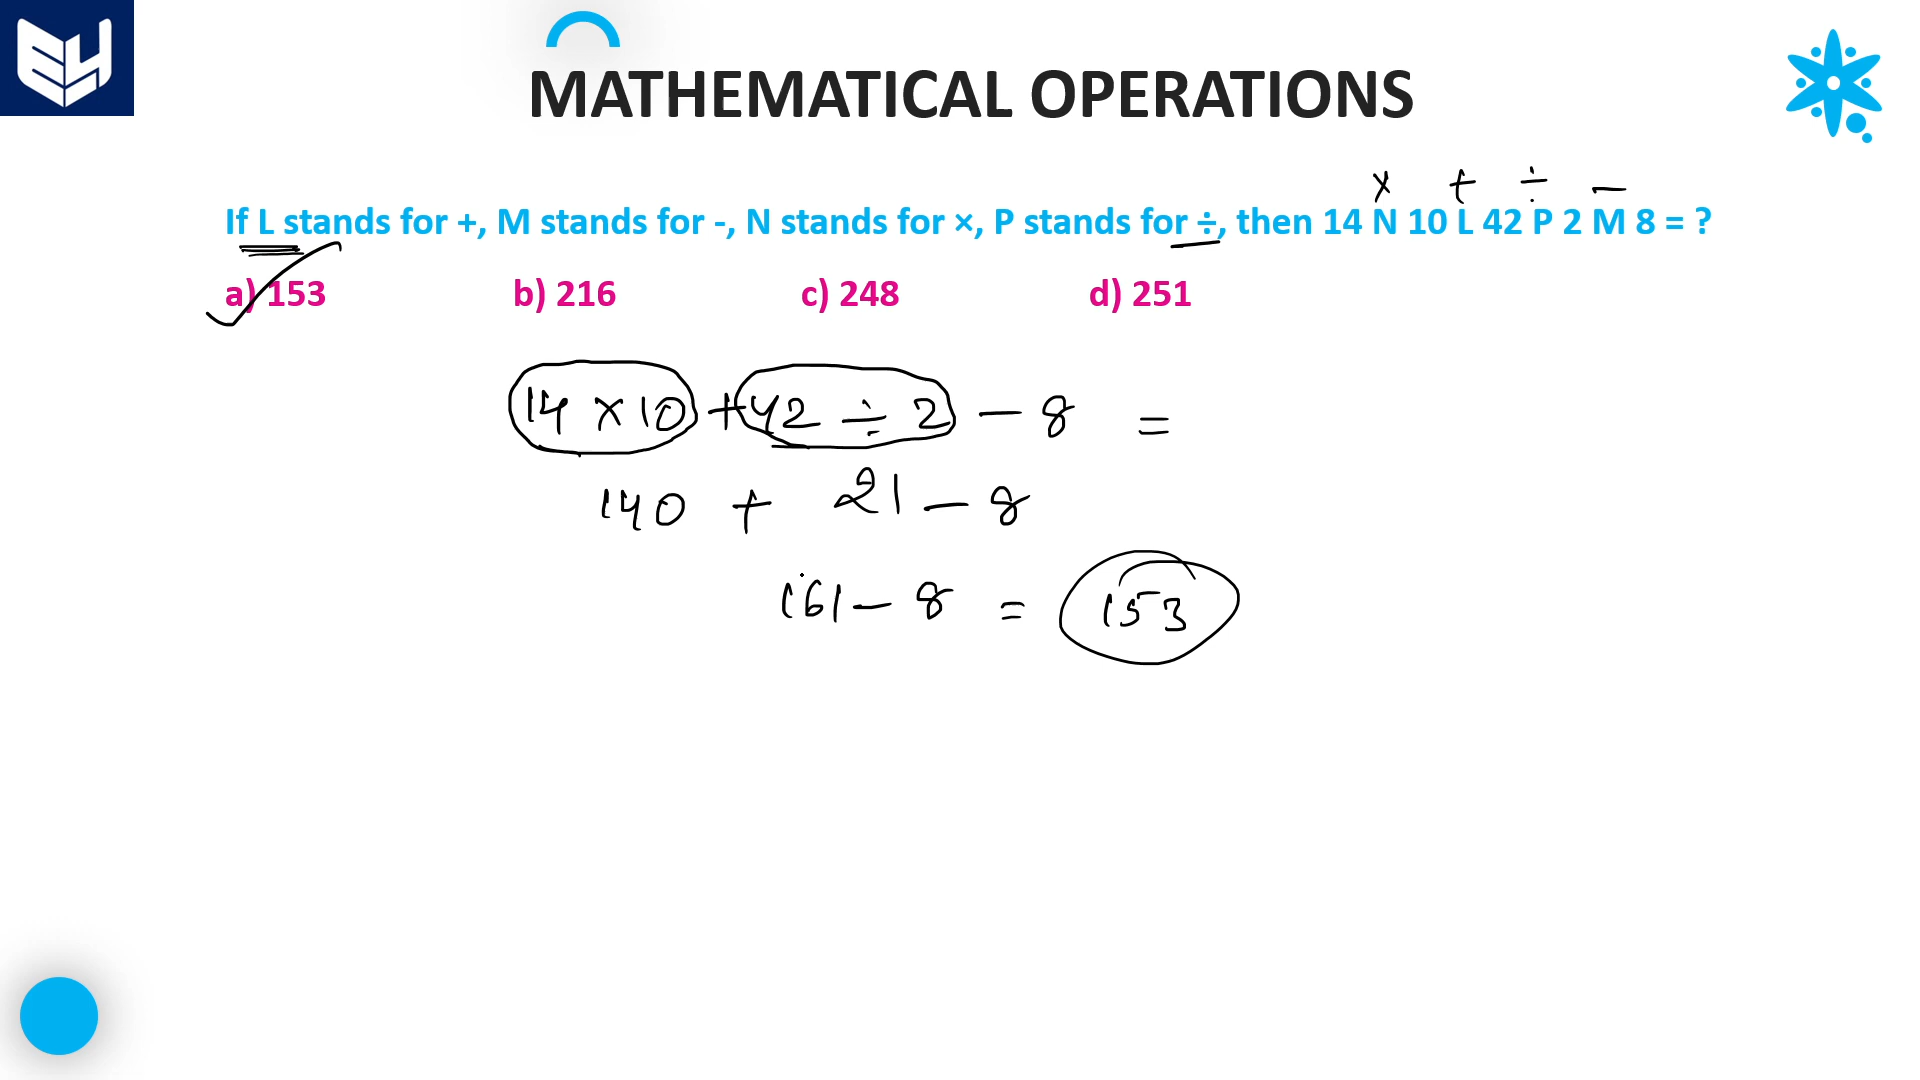 MATHEMATICAL OPERATIONS
× + ÷ −
If L stands for +, M stands for -, N stands for ×, P stands for ÷, then 14 N 10 L 42 P 2 M 8 = ?
a) 153 b) 216 c) 248 d) 251
14 × 10 + 42 ÷ 2 − 8 =
140 + 21 − 8
161 − 8 = 153